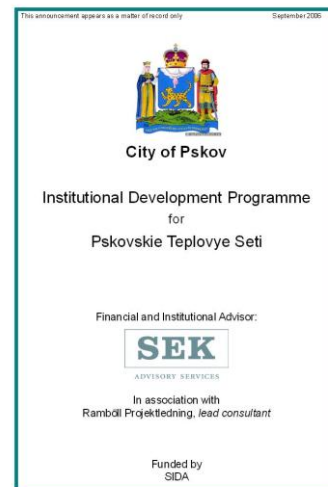 This announcement appears as a matter of record only September 2006
City of Pskov
Institutional Development Programme
for
Pskovskie Teplovye Seti
Financial and Institutional Advisor:
SEK
ADVISORY SERVICES
In association with
Ramböll Projektledning, lead consultant
Funded by
SIDA